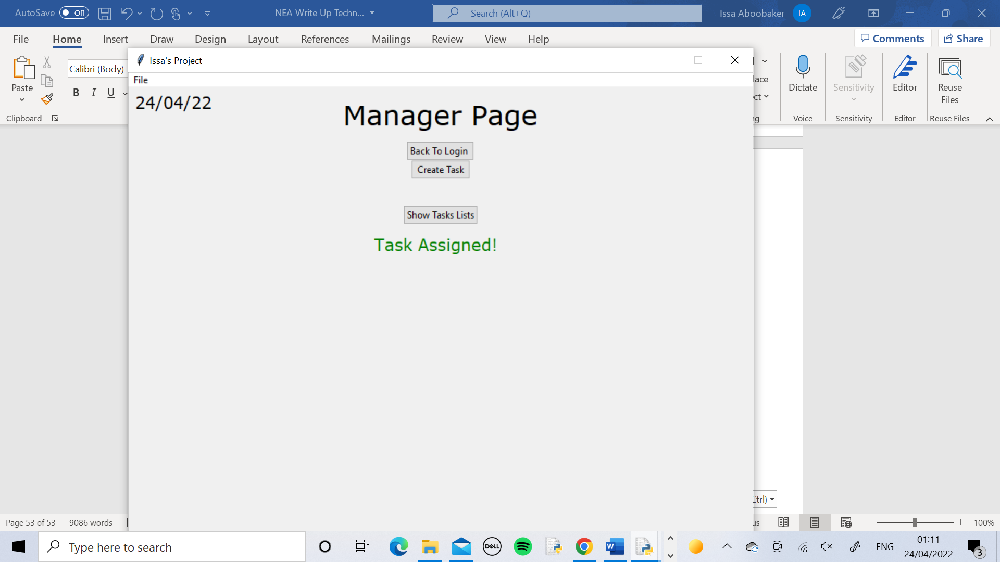 AutoSave Off NEA Write Up Techn... Search (Alt+Q) Issa Aboobaker IA
File Home Insert Draw Design Layout References Mailings Review View Help Comments Share
Calibri (Body)
Paste
B I U
Clipboard
lace
ct
ng
Dictate
Voice
Sensitivity
Sensitivity
Editor
Editor
Reuse
Files
Reuse Files
Issa's Project
File
24/04/22
Manager Page
Back To Login
Create Task
Show Tasks Lists
Task Assigned!
Ctrl)
Page 53 of 53 9086 words us 100%
Type here to search
DELL
W
ENG
01:11
24/04/2022
3